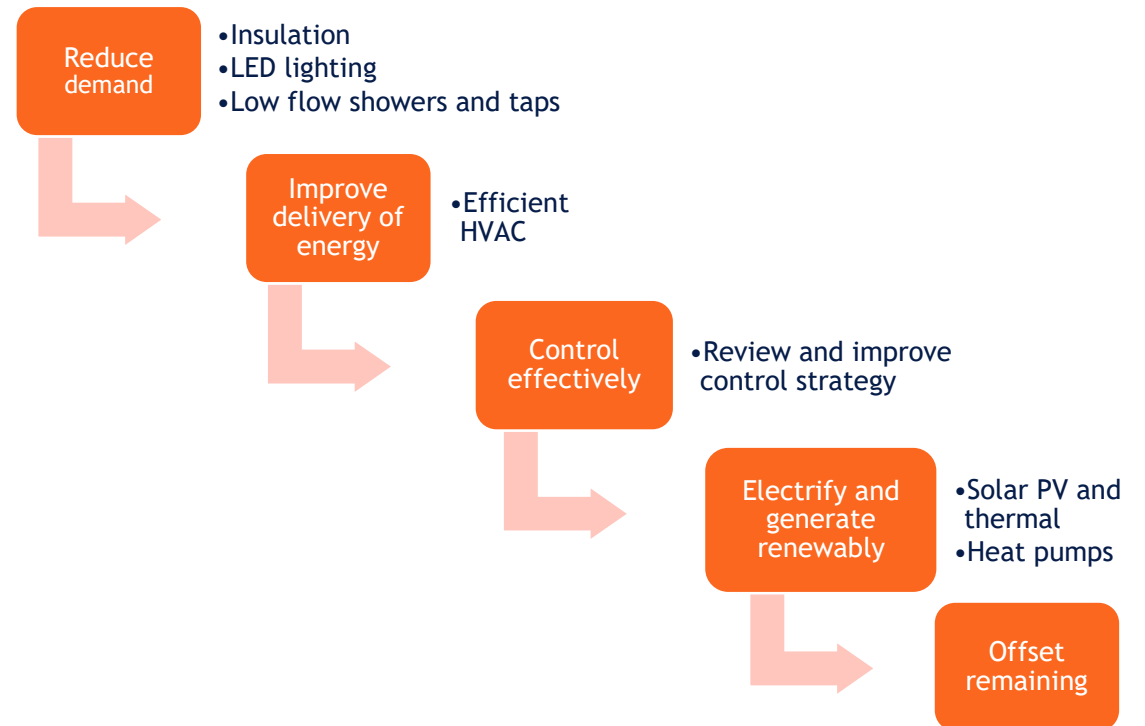 Reduce
demand
•Insulation
•LED lighting
•Low flow showers and taps
Improve
delivery of
energy
•Efficient
HVAC
Control
effectively
•Review and improve
control strategy
Electrify and
generate
renewably
•Solar PV and
thermal
•Heat pumps
Offset
remaining